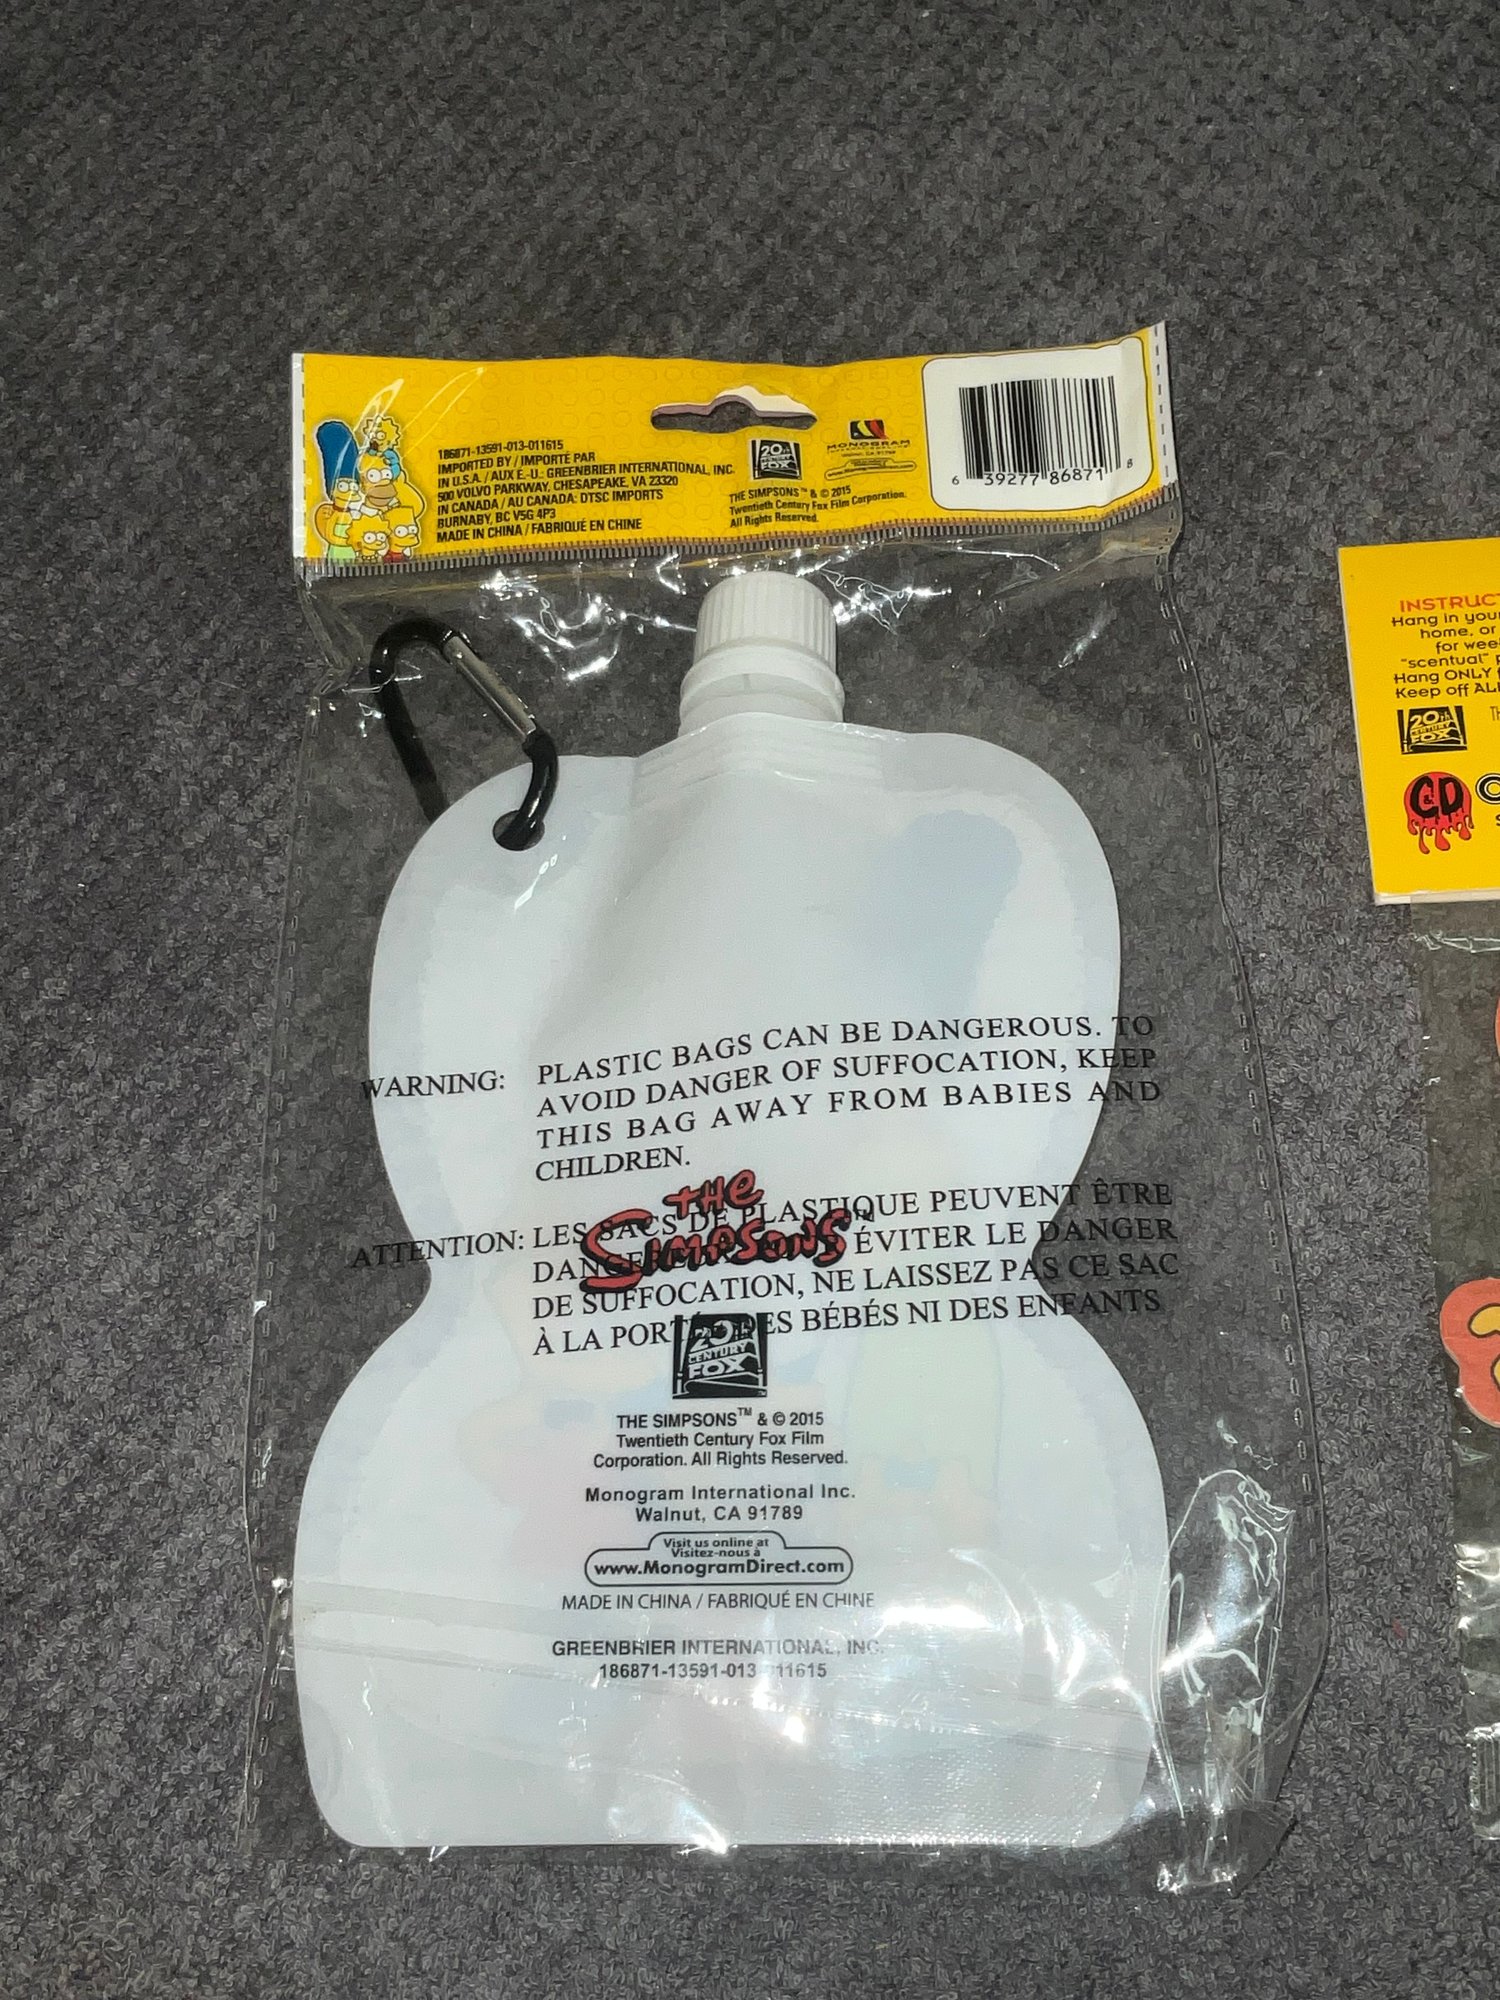 186871-13591-013-011615
IMPORTED BY / IMPORTÉ PAR
IN U.S.A. / AUX É.-U.: GREENBRIER INTERNATIONAL, INC.
500 VOLVO PARKWAY, CHESAPEAKE, VA 23320
IN CANADA / AU CANADA: DTSC IMPORTS
BURNABY, BC V5G 4P3
MADE IN CHINA / FABRIQUÉ EN CHINE
20th
CENTURY
FOX
MONOGRAM
Walnut, CA 91789
THE SIMPSONS™ & © 2015
Twentieth Century Fox Film Corporation.
All Rights Reserved.
6 39277 86871 8
WARNING: PLASTIC BAGS CAN BE DANGEROUS. TO
AVOID DANGER OF SUFFOCATION, KEEP
THIS BAG AWAY FROM BABIES AND
CHILDREN.
THE
SIMPSONS™
ATTENTION: LES SACS DE PLASTIQUE PEUVENT ÊTRE
ÉVITER LE DANGER
DE SUFFOCATION, NE LAISSEZ PAS CE SAC
À LA PORTÉE DES BÉBÉS NI DES ENFANTS
20th
CENTURY
FOX
THE SIMPSONS™ & © 2015
Twentieth Century Fox Film
Corporation. All Rights Reserved.
Monogram International Inc.
Walnut, CA 91789
Visit us online at
Visitez-nous à
www.MonogramDirect.com
MADE IN CHINA / FABRIQUÉ EN CHINE
GREENBRIER INTERNATIONAL, INC.
186871-13591-013 11615
INSTRUCT
Hang in your
home, or
for wee
"scentual" p
Hang ONLY
Keep off ALL
20th
CENTURY
FOX
C&D